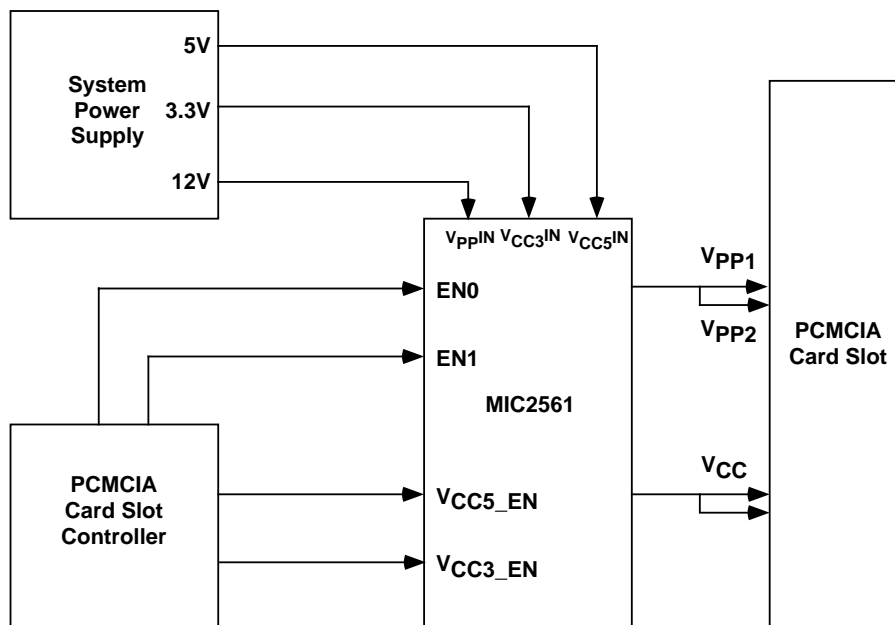 5V
System
Power
Supply
3.3V
12V
VPPIN VCC3IN VCC5IN
EN0
EN1
MIC2561
VCC5_EN
VCC3_EN
VPP1
VPP2
VCC
PCMCIA
Card Slot
PCMCIA
Card Slot
Controller